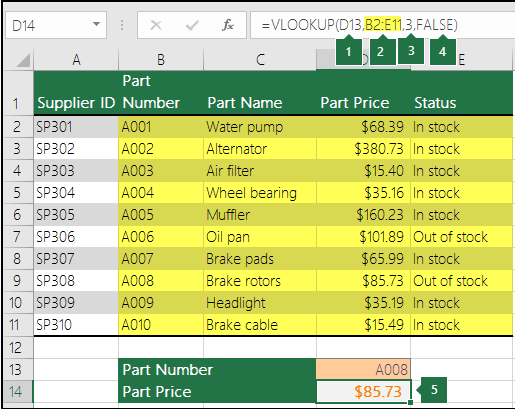 D14 fx =VLOOKUP(D13,B2:E11,3,FALSE)
1 2 3 4
A B C E
1 Supplier ID Part Number Part Name Part Price Status
2 SP301 A001 Water pump $68.39 In stock
3 SP302 A002 Alternator $380.73 In stock
4 SP303 A003 Air filter $15.40 In stock
5 SP304 A004 Wheel bearing $35.16 In stock
6 SP305 A005 Muffler $160.23 In stock
7 SP306 A006 Oil pan $101.89 Out of stock
8 SP307 A007 Brake pads $65.99 In stock
9 SP308 A008 Brake rotors $85.73 Out of stock
10 SP309 A009 Headlight $35.19 In stock
11 SP310 A010 Brake cable $15.49 In stock
12
13 Part Number A008
14 Part Price $85.73 5